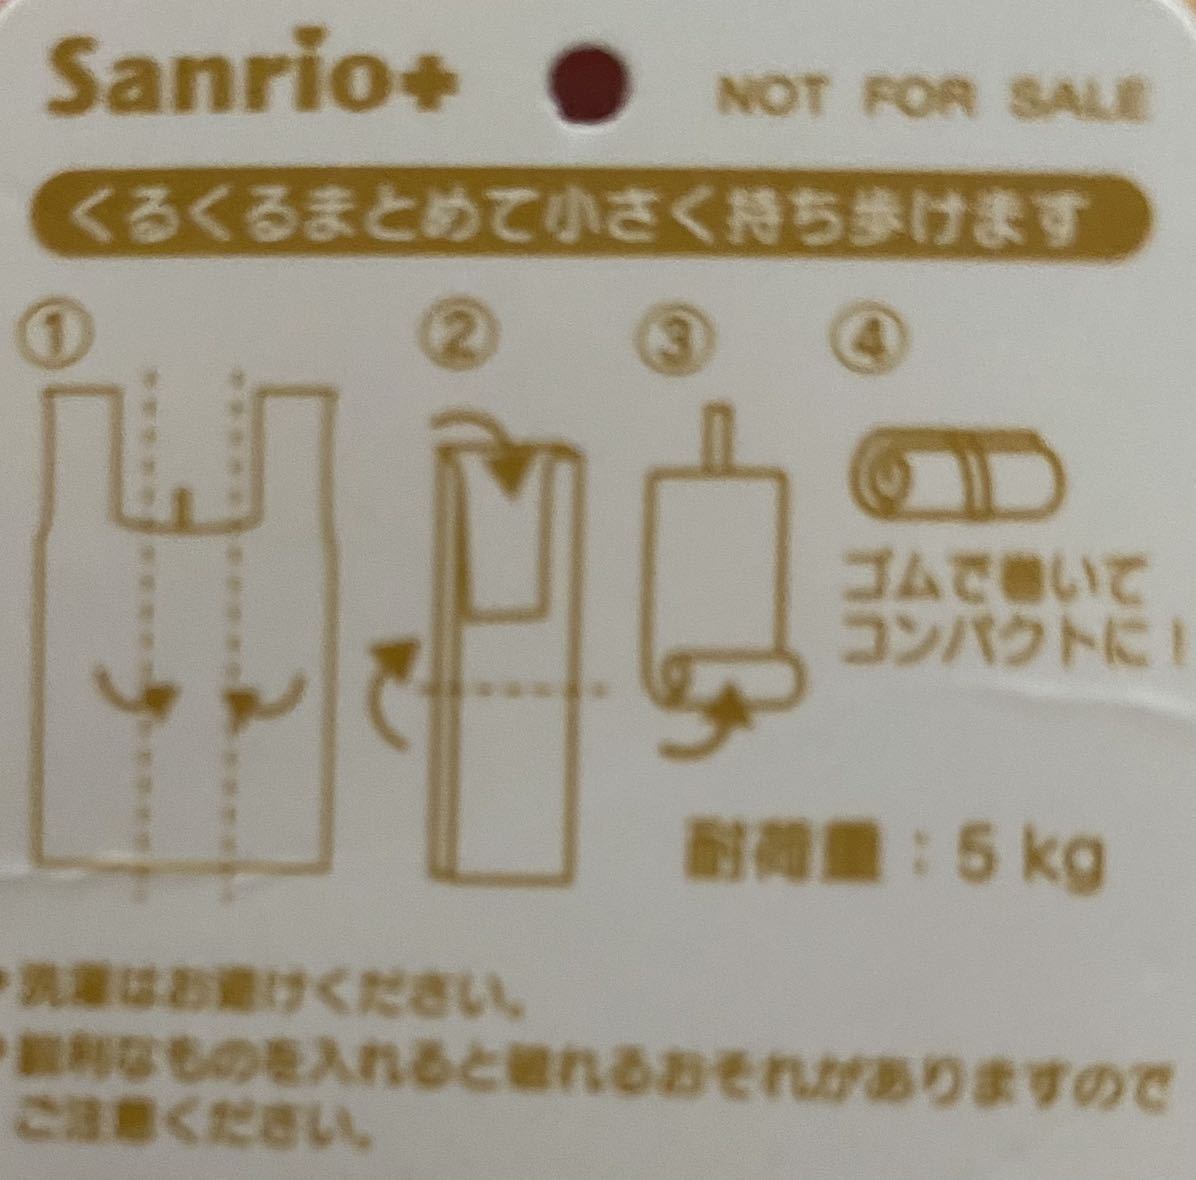 Sanrio+
NOT FOR SALE
くるくるまとめて小さく持ち歩けます
① ② ③ ④
ゴムで巻いて
コンパクトに！
耐荷重：5 kg
・洗濯はお避けください。
・鋭利なものを入れると破れるおそれがありますので
ご注意ください。